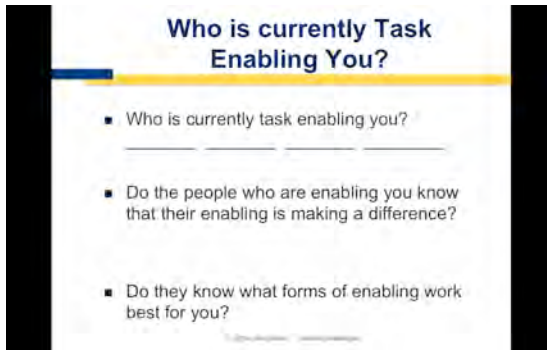 Who is currently Task
Enabling You?
Who is currently task enabling you?
Do the people who are enabling you know
that their enabling is making a difference?
Do they know what forms of enabling work
best for you?